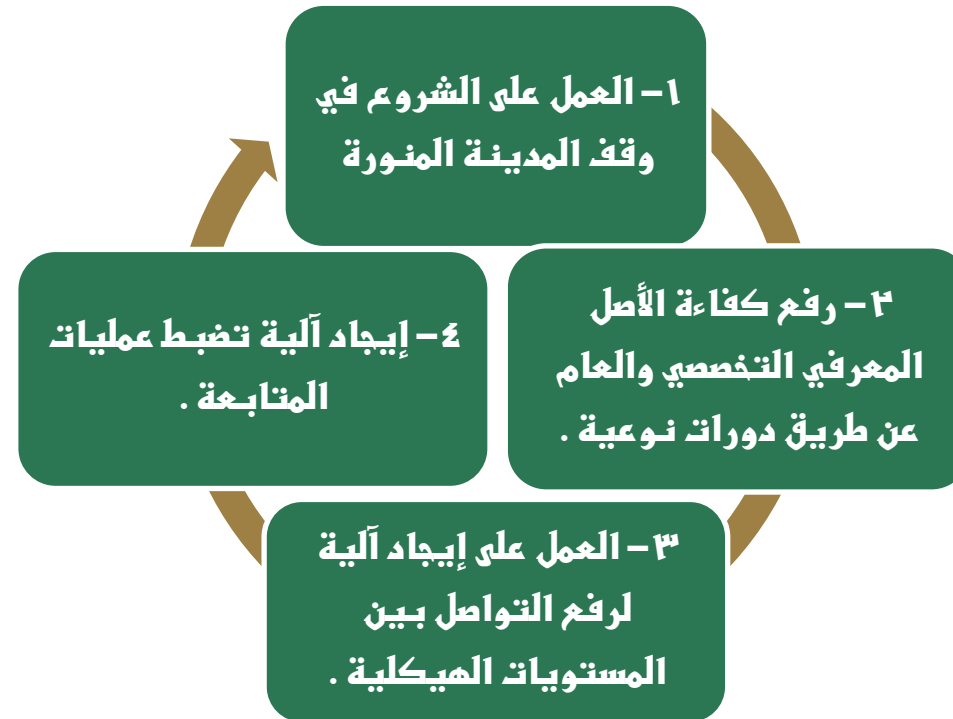 ١– العمل على الشروع في
وقف المدينة المنورة
٢– رفع كفاءة الأصل
المعرفي التخصصي والعام
عن طريق دورات نوعية .
٣– العمل على إيجاد آلية
لرفع التواصل بين
المستويات الهيكلية .
٤– إيجاد آلية تضبط عمليات
المتابعة .